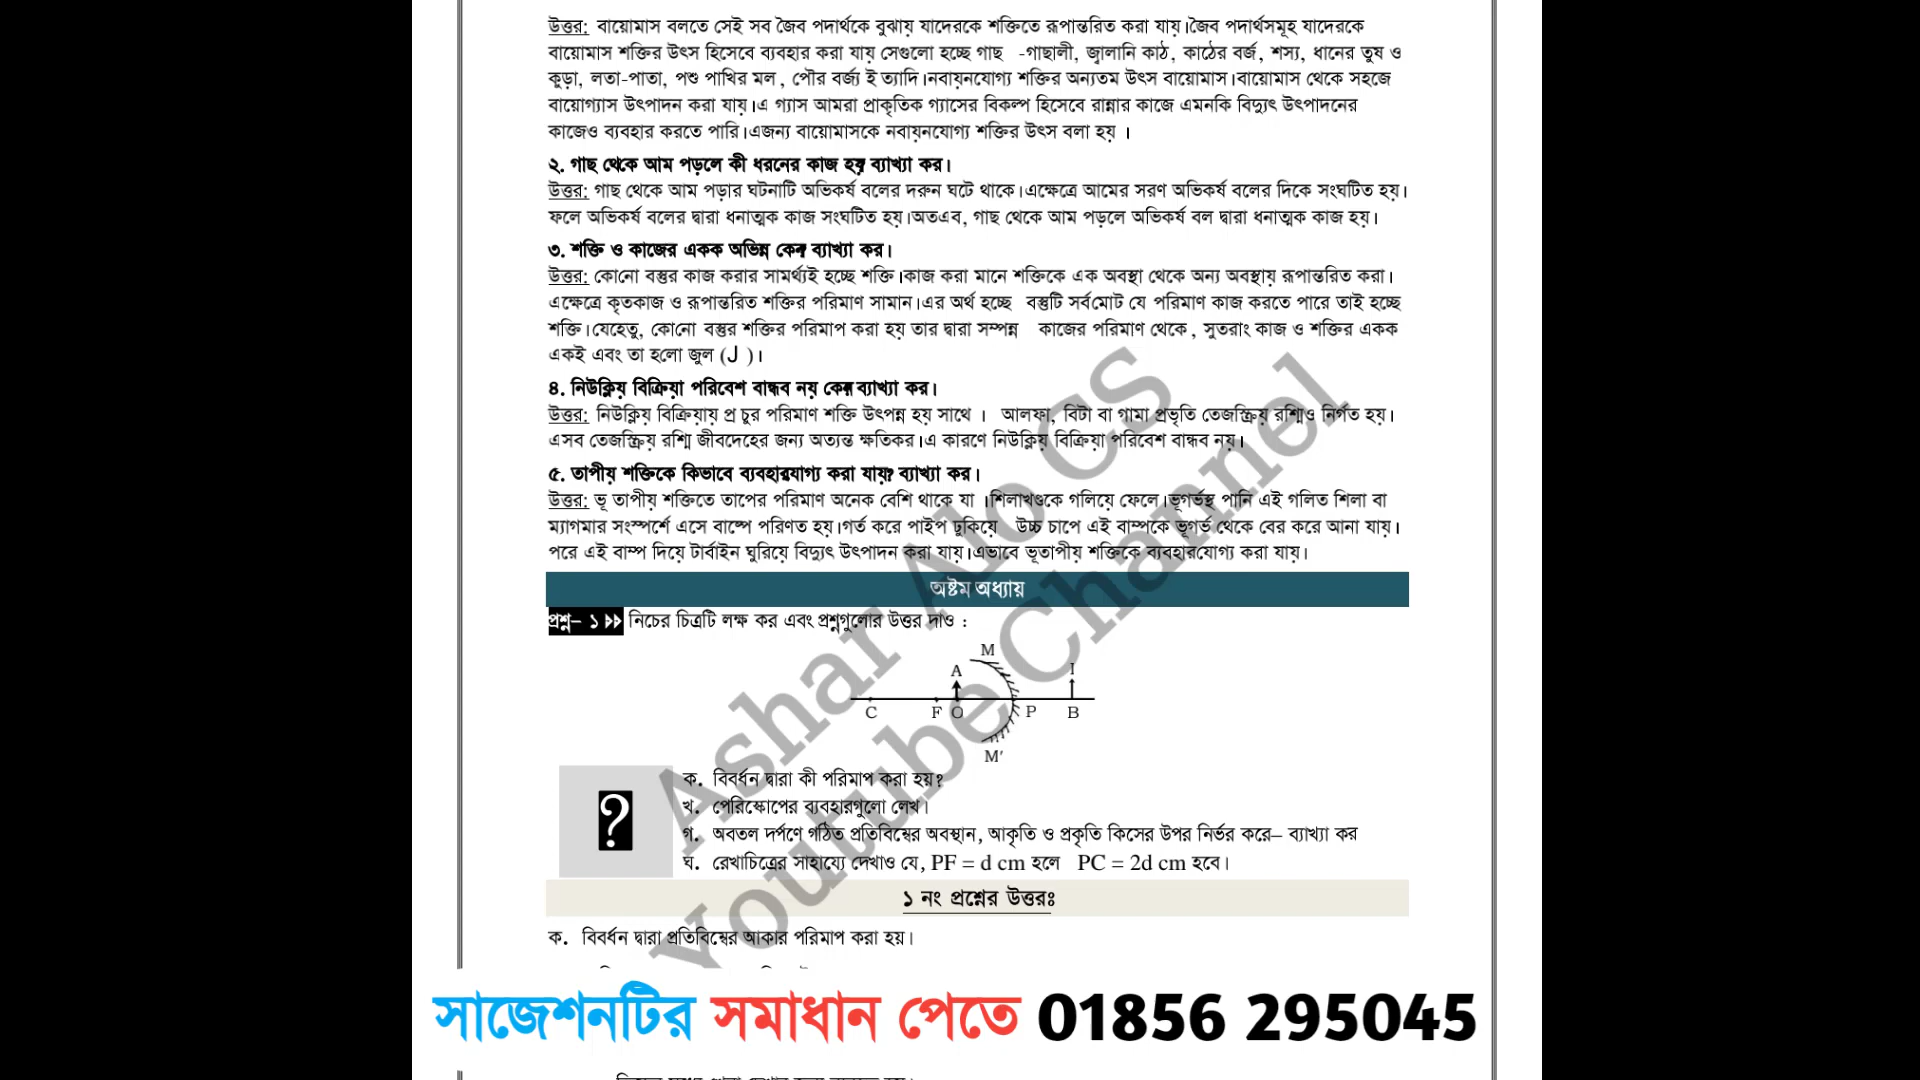 উত্তর: বায়োমাস বলতে সেই সব জৈব পদার্থকে বুঝায় যাদেরকে শক্তিতে রূপান্তরিত করা যায়।জৈব পদার্থসমূহ যাদেরকে
বায়োমাস শক্তির উৎস হিসেবে ব্যবহার করা যায় সেগুলো হচ্ছে গাছ -গাছালী, জ্বালানি কাঠ, কাঠের বর্জ, শস্য, ধানের তুষ ও
কুড়া, লতা-পাতা, পশু পাখির মল , পৌর বর্জ্য ই ত্যাদি।নবায়নযোগ্য শক্তির অন্যতম উৎস বায়োমাস।বায়োমাস থেকে সহজে
বায়োগ্যাস উৎপাদন করা যায়।এ গ্যাস আমরা প্রাকৃতিক গ্যাসের বিকল্প হিসেবে রান্নার কাজে এমনকি বিদ্যুৎ উৎপাদনের
কাজেও ব্যবহার করতে পারি।এজন্য বায়োমাসকে নবায়নযোগ্য শক্তির উৎস বলা হয় ।
২. গাছ থেকে আম পড়লে কী ধরনের কাজ হয়? ব্যাখ্যা কর।
উত্তর: গাছ থেকে আম পড়ার ঘটনাটি অভিকর্ষ বলের দরুন ঘটে থাকে।এক্ষেত্রে আমের সরণ অভিকর্ষ বলের দিকে সংঘটিত হয়।
ফলে অভিকর্ষ বলের দ্বারা ধনাত্মক কাজ সংঘটিত হয়।অতএব, গাছ থেকে আম পড়লে অভিকর্ষ বল দ্বারা ধনাত্মক কাজ হয়।
৩. শক্তি ও কাজের একক অভিন্ন কেন? ব্যাখ্যা কর।
উত্তর: কোনো বস্তুর কাজ করার সামর্থ্যই হচ্ছে শক্তি।কাজ করা মানে শক্তিকে এক অবস্থা থেকে অন্য অবস্থায় রূপান্তরিত করা।
এক্ষেত্রে কৃতকাজ ও রূপান্তরিত শক্তির পরিমাণ সামান।এর অর্থ হচ্ছে বস্তুটি সর্বমোট যে পরিমাণ কাজ করতে পারে তাই হচ্ছে
শক্তি।যেহেতু, কোনো বস্তুর শক্তির পরিমাপ করা হয় তার দ্বারা সম্পন্ন কাজের পরিমাণ থেকে , সুতরাং কাজ ও শক্তির একক
একই এবং তা হলো জুল (J )।
৪. নিউক্লিয় বিক্রিয়া পরিবেশ বান্ধব নয় কেন? ব্যাখ্যা কর।
উত্তর: নিউক্লিয় বিক্রিয়ায় প্র চুর পরিমাণ শক্তি উৎপন্ন হয় সাথে । আলফা, বিটা বা গামা প্রভৃতি তেজস্ক্রিয় রশ্মিও নির্গত হয়।
এসব তেজস্ক্রিয় রশ্মি জীবদেহের জন্য অত্যন্ত ক্ষতিকর।এ কারণে নিউক্লিয় বিক্রিয়া পরিবেশ বান্ধব নয়।
৫. তাপীয় শক্তিকে কিভাবে ব্যবহারযোগ্য করা যায়? ব্যাখ্যা কর।
উত্তর: ভূ তাপীয় শক্তিতে তাপের পরিমাণ অনেক বেশি থাকে যা ।শিলাখণ্ডকে গলিয়ে ফেলে।ভূগর্ভস্থ পানি এই গলিত শিলা বা
ম্যাগমার সংস্পর্শে এসে বাষ্পে পরিণত হয়।গর্ত করে পাইপ ঢুকিয়ে উচ্চ চাপে এই বাম্পকে ভূগর্ভ থেকে বের করে আনা যায়।
পরে এই বাম্প দিয়ে টার্বাইন ঘুরিয়ে বিদ্যুৎ উৎপাদন করা যায়।এভাবে ভূতাপীয় শক্তিকে ব্যবহারযোগ্য করা যায়।
অষ্টম অধ্যায়
প্রশ্ন– ১ নিচের চিত্রটি লক্ষ কর এবং প্রশ্নগুলোর উত্তর দাও :
M
A I
C F O P B
M′
ক. বিবর্ধন দ্বারা কী পরিমাপ করা হয়?
খ. পেরিস্কোপের ব্যবহারগুলো লেখ।
গ. অবতল দর্পণে গঠিত প্রতিবিম্বের অবস্থান, আকৃতি ও প্রকৃতি কিসের উপর নির্ভর করে– ব্যাখ্যা কর
ঘ. রেখাচিত্রের সাহায্যে দেখাও যে, PF = d cm হলে PC = 2d cm হবে।
?
১ নং প্রশ্নের উত্তরঃ
ক. বিবর্ধন দ্বারা প্রতিবিম্বের আকার পরিমাপ করা হয়।
সাজেশনটির সমাধান পেতে 01856 295045
Ashar Alo CS
Youtube Channel